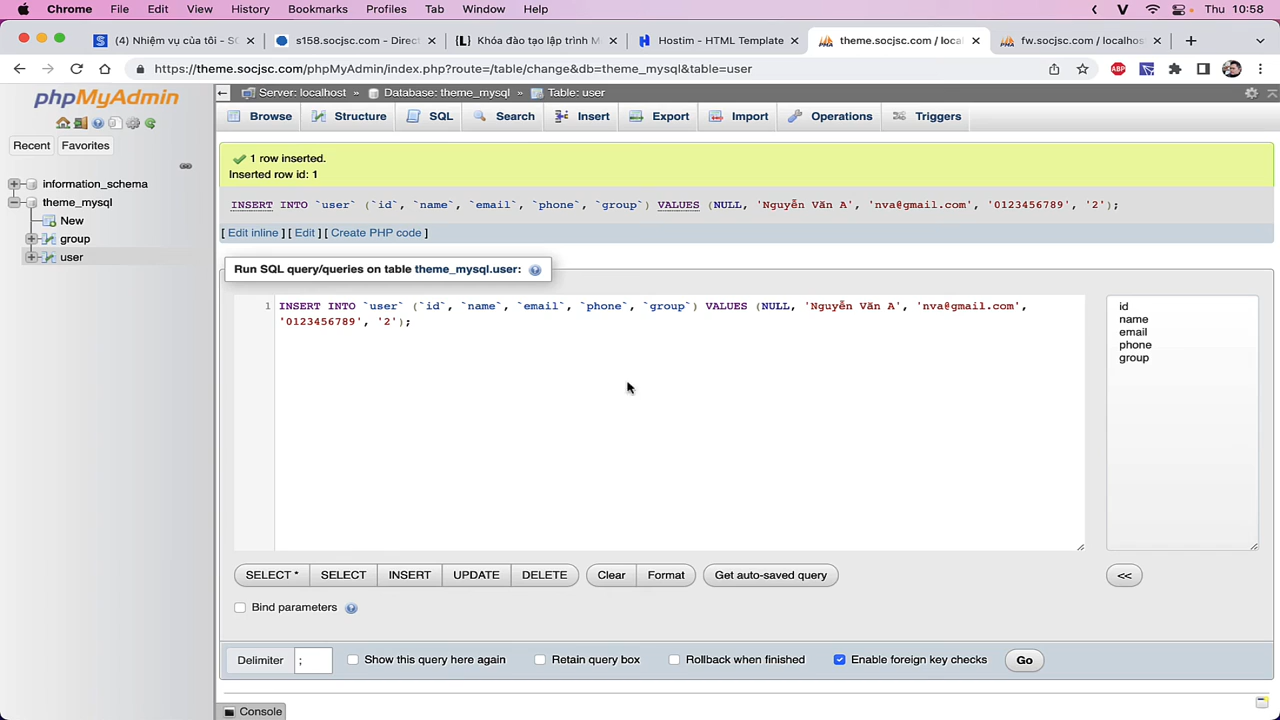 Chrome File Edit View History Bookmarks Profiles Tab Window Help Thu 10:58
(4) Nhiệm vụ của tôi - SO s158.socjsc.com - Direct Khóa đào tạo lập trình M Hostim - HTML Template theme.socjsc.com / local fw.socjsc.com / localhos
https://theme.socjsc.com/phpMyAdmin/index.php?route=/table/change&db=theme_mysql&table=user
phpMyAdmin
Recent Favorites
information_schema
theme_mysql
New
group
user
Server: localhost » Database: theme_mysql » Table: user
Browse Structure SQL Search Insert Export Import Operations Triggers
1 row inserted.
Inserted row id: 1
INSERT INTO `user` (`id`, `name`, `email`, `phone`, `group`) VALUES (NULL, 'Nguyễn Văn A', 'nva@gmail.com', '0123456789', '2');
[ Edit inline ] [ Edit ] [ Create PHP code ]
Run SQL query/queries on table theme_mysql.user:
1 INSERT INTO `user` (`id`, `name`, `email`, `phone`, `group`) VALUES (NULL, 'Nguyễn Văn A', 'nva@gmail.com',
'0123456789', '2');
id
name
email
phone
group
SELECT * SELECT INSERT UPDATE DELETE Clear Format Get auto-saved query <<
Bind parameters
Delimiter ; Show this query here again Retain query box Rollback when finished Enable foreign key checks Go
Console